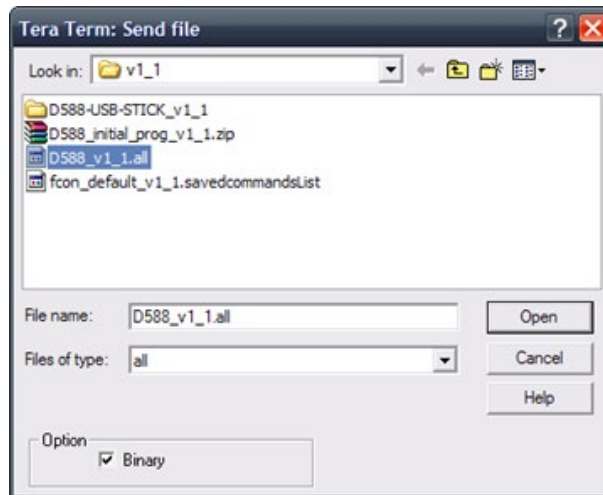 Tera Term: Send file
Look in: v1_1
D588-USB-STICK_v1_1
D588_initial_prog_v1_1.zip
D588_v1_1.all
fcon_default_v1_1.savedcommandsList
File name: D588_v1_1.all Open
Files of type: all Cancel
Help
Option
Binary